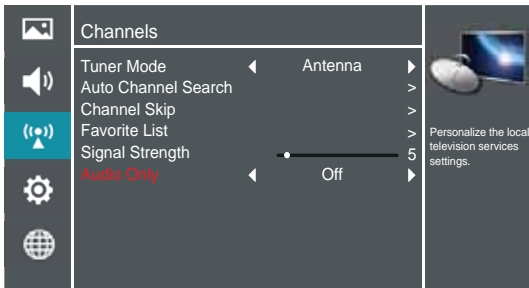 Channels
Tuner Mode Antenna
Auto Channel Search >
Channel Skip >
Favorite List >
Signal Strength 5
Audio Only Off
Personalize the local
television services
settings.